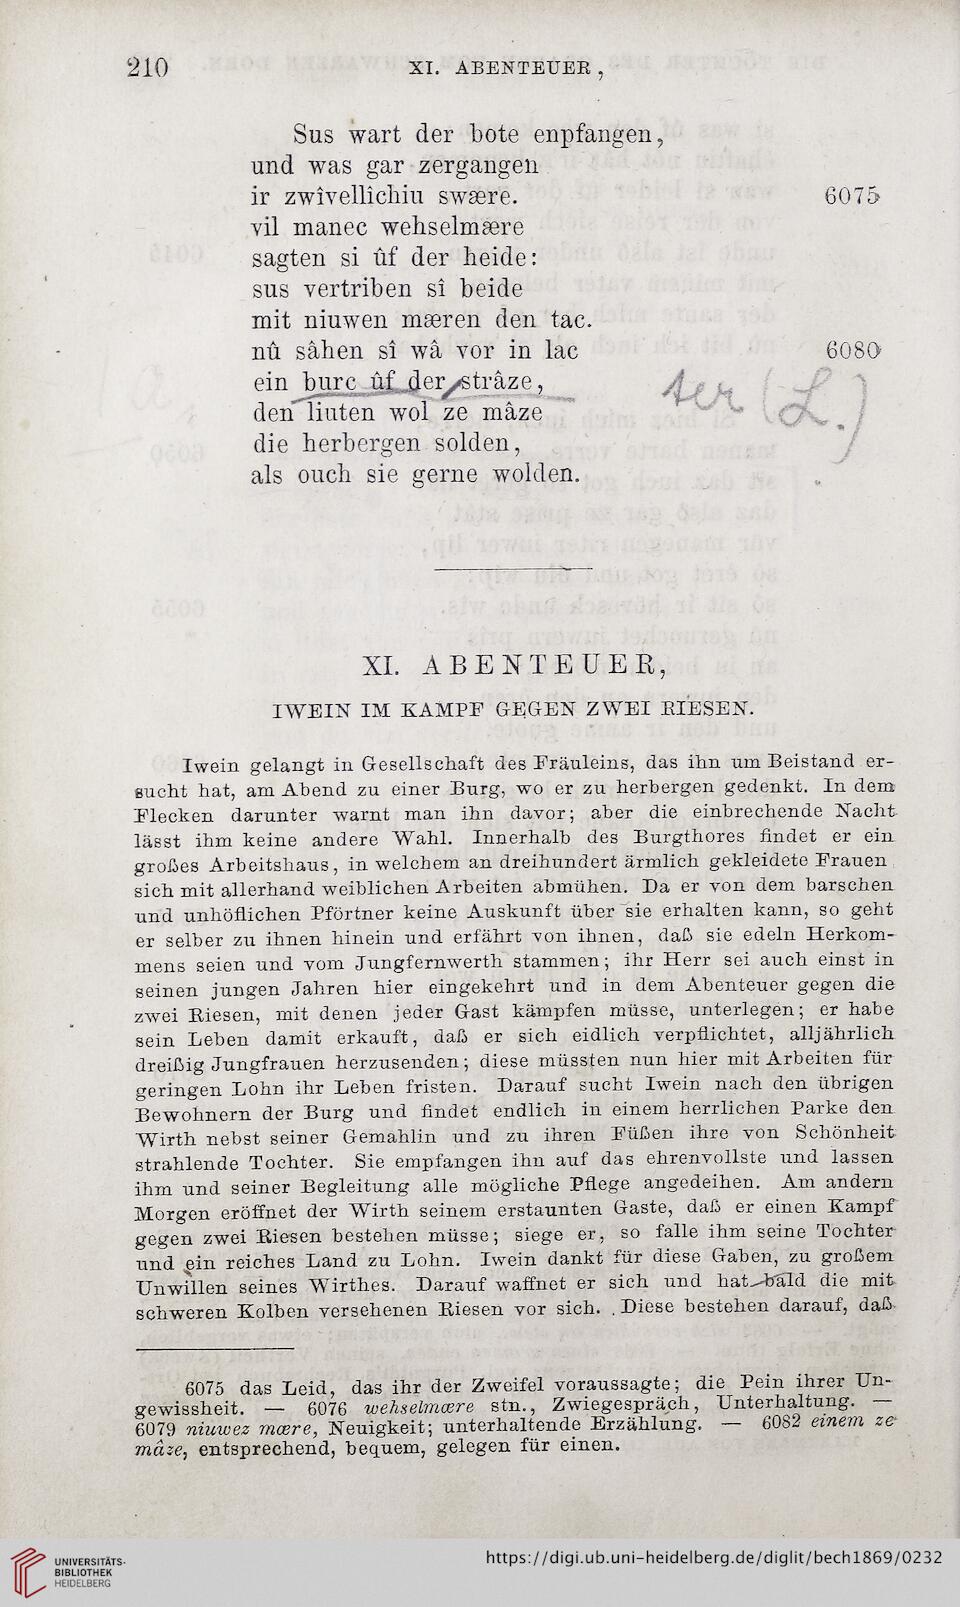 210
XI. ABENTEUER,
Sus wart der bote enpfangen,
und was gar zergangen
ir zwîvellîchiu swære.
6075
vil manec wehselmære
sagten si ûf der heide:
sus vertriben sî beide
mit niuwen mæren den tac.
nû sâhen sî wâ vor in lac
6080
ein burc ûf der strâze,
ter (L.)
den liuten wol ze mâze
die herbergen solden,
als ouch sie gerne wolden.
XI. ABENTEUER,
IWEIN IM KAMPF GEGEN ZWEI RIESEN.
Iwein gelangt in Gesellschaft des Fräuleins, das ihn um Beistand er-
sucht hat, am Abend zu einer Burg, wo er zu herbergen gedenkt. In dem
Flecken darunter warnt man ihn davor; aber die einbrechende Nacht
lässt ihm keine andere Wahl. Innerhalb des Burgthores findet er ein
großes Arbeitshaus, in welchem an dreihundert ärmlich gekleidete Frauen
sich mit allerhand weiblichen Arbeiten abmühen. Da er von dem barschen
und unhöflichen Pförtner keine Auskunft über sie erhalten kann, so geht
er selber zu ihnen hinein und erfährt von ihnen, daß sie edeln Herkom-
mens seien und vom Jungfernwerth stammen; ihr Herr sei auch einst in
seinen jungen Jahren hier eingekehrt und in dem Abenteuer gegen die
zwei Riesen, mit denen jeder Gast kämpfen müsse, unterlegen; er habe
sein Leben damit erkauft, daß er sich eidlich verpflichtet, alljährlich
dreißig Jungfrauen herzusenden; diese müssten nun hier mit Arbeiten für
geringen Lohn ihr Leben fristen. Darauf sucht Iwein nach den übrigen
Bewohnern der Burg und findet endlich in einem herrlichen Parke den
Wirth nebst seiner Gemahlin und zu ihren Füßen ihre von Schönheit
strahlende Tochter. Sie empfangen ihn auf das ehrenvollste und lassen
ihm und seiner Begleitung alle mögliche Pflege angedeihen. Am andern
Morgen eröffnet der Wirth seinem erstaunten Gaste, daß er einen Kampf
gegen zwei Riesen bestehen müsse; siege er, so falle ihm seine Tochter
und ein reiches Land zu Lohn. Iwein dankt für diese Gaben, zu großem
Unwillen seines Wirthes. Darauf waffnet er sich und hat bald die mit
schweren Kolben versehenen Riesen vor sich. Diese bestehen darauf, daß
6075 das Leid, das ihr der Zweifel voraussagte; die Pein ihrer Un-
gewissheit. — 6076 wehselmære stn., Zwiegespräch, Unterhaltung. —
6079 niuwez mære, Neuigkeit; unterhaltende Erzählung. — 6082 einem ze
mâze, entsprechend, bequem, gelegen für einen.
UNIVERSITÄTS-
BIBLIOTHEK
HEIDELBERG
https://digi.ub.uni-heidelberg.de/diglit/bech1869/0232